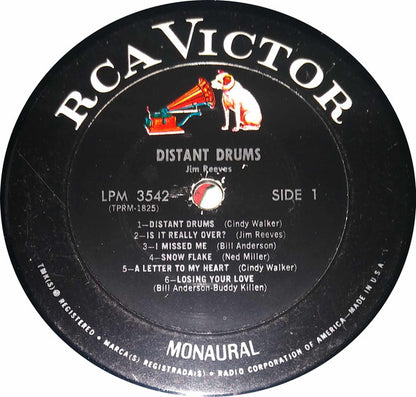 RCA VICTOR
DISTANT DRUMS
Jim Reeves
LPM 3542
SIDE 1
(TPRM-1825)
1—DISTANT DRUMS (Cindy Walker)
2—IS IT REALLY OVER? (Jim Reeves)
3—I MISSED ME (Bill Anderson)
4—SNOW FLAKE (Ned Miller)
5—A LETTER TO MY HEART (Cindy Walker)
6—LOSING YOUR LOVE
(Bill Anderson-Buddy Killen)
MONAURAL
TMK(S) ® REGISTERED • MARCA(S) REGISTRADA(S) • RADIO CORPORATION OF AMERICA—MADE IN U.S.A.